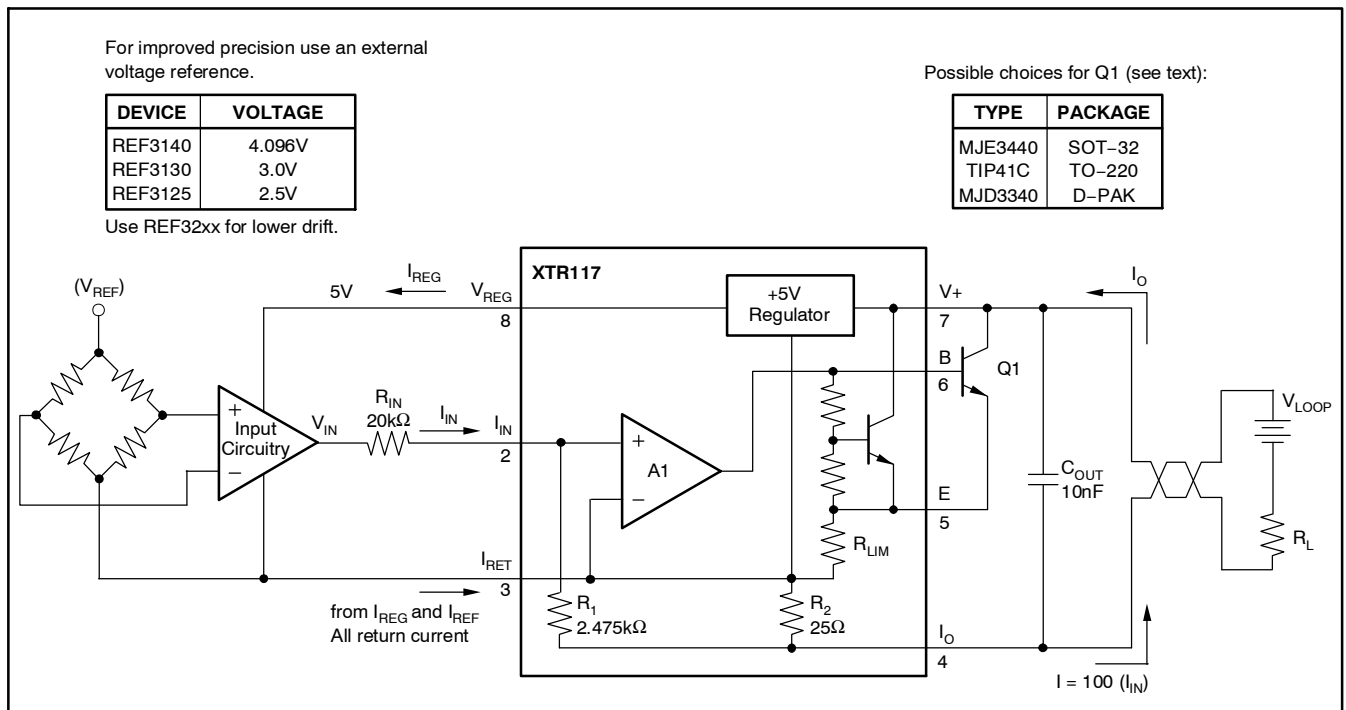 For improved precision use an external
voltage reference.
DEVICE VOLTAGE
REF3140 4.096V
REF3130 3.0V
REF3125 2.5V
Use REF32xx for lower drift.
Possible choices for Q1 (see text):
TYPE PACKAGE
MJE3440 SOT−32
TIP41C TO−220
MJD3340 D−PAK
XTR117
(VREF)
5V
IREG
VREG
8
+5V
Regulator
V+
7
IO
B
6
Q1
RIN
20kΩ
IIN
IIN
2
VIN
+
Input
Circuitry
−
+
A1
−
E
5
RLIM
COUT
10nF
VLOOP
RL
IRET
3
from IREG and IREF
All return current
R1
2.475kΩ
R2
25Ω
IO
4
I = 100 (IIN)